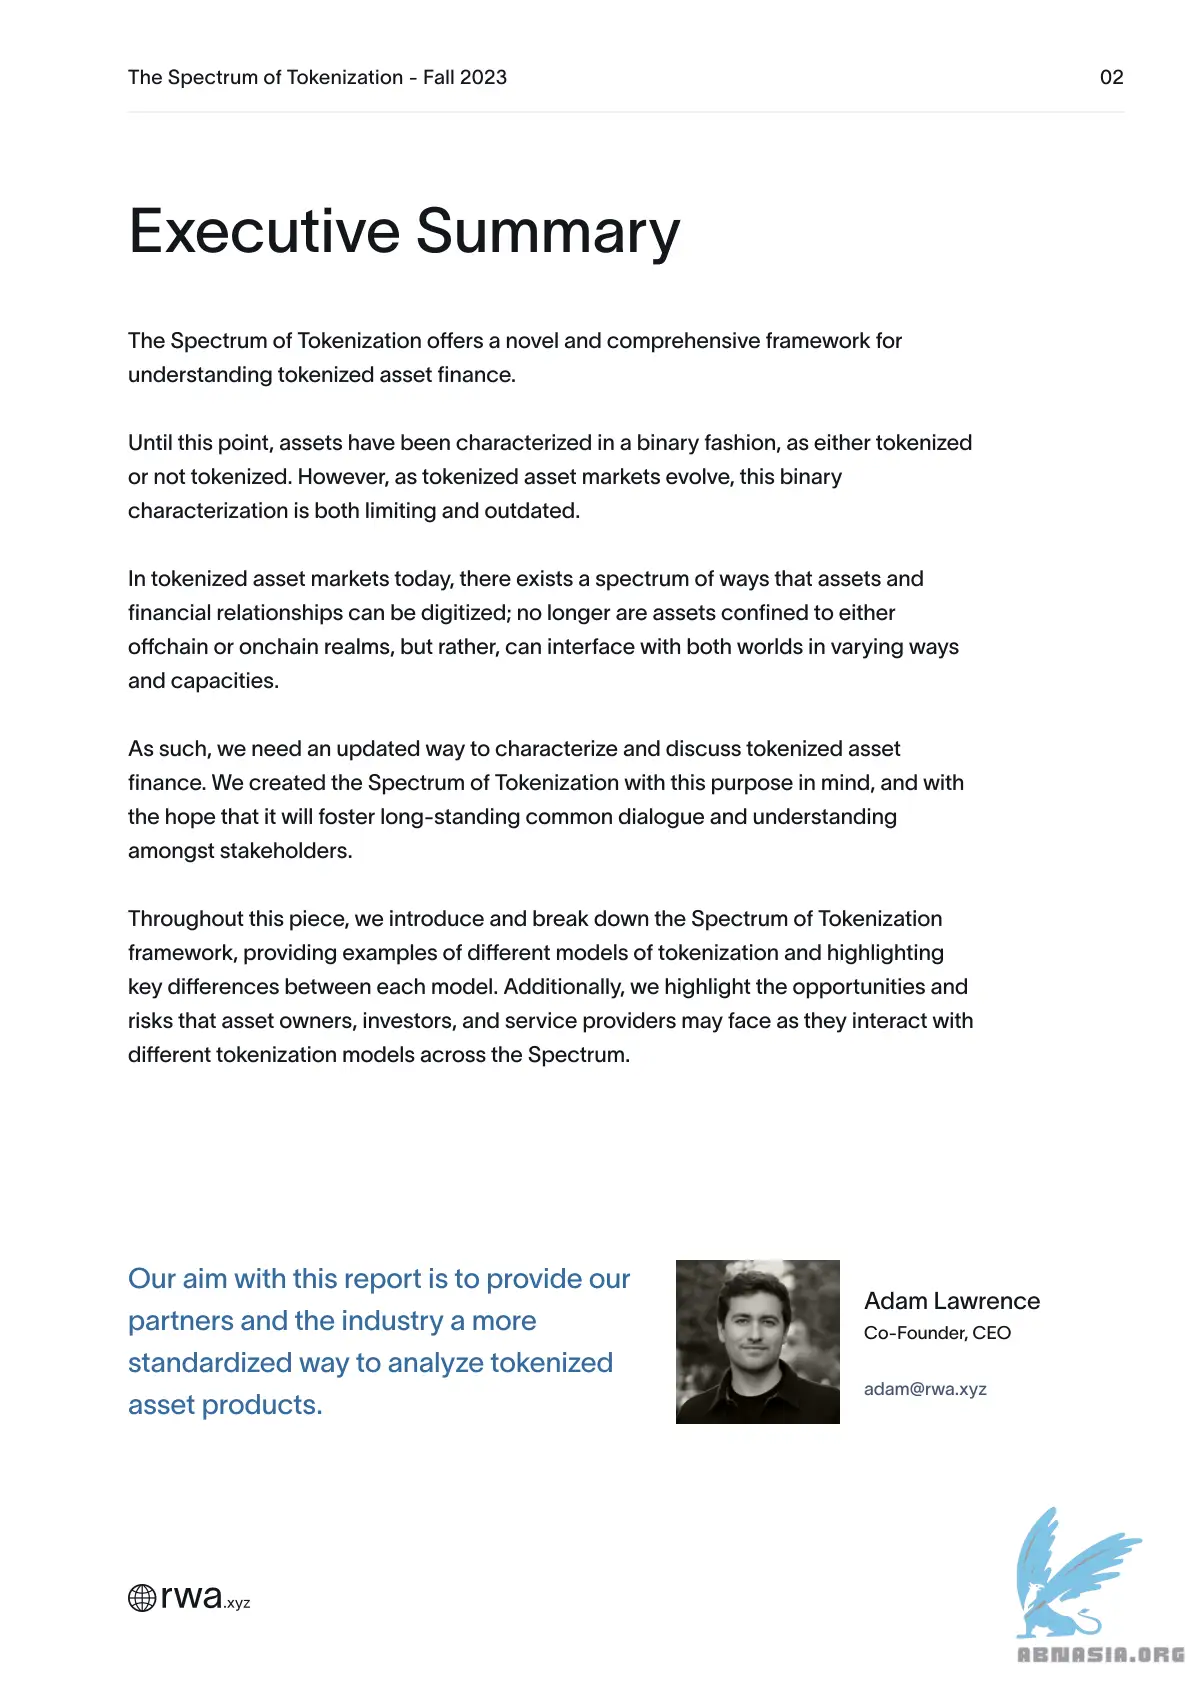 The Spectrum of Tokenization - Fall 2023
02
Executive Summary
The Spectrum of Tokenization offers a novel and comprehensive framework for
understanding tokenized asset finance.
Until this point, assets have been characterized in a binary fashion, as either tokenized
or not tokenized. However, as tokenized asset markets evolve, this binary
characterization is both limiting and outdated.
In tokenized asset markets today, there exists a spectrum of ways that assets and
financial relationships can be digitized; no longer are assets confined to either
offchain or onchain realms, but rather, can interface with both worlds in varying ways
and capacities.
As such, we need an updated way to characterize and discuss tokenized asset
finance. We created the Spectrum of Tokenization with this purpose in mind, and with
the hope that it will foster long-standing common dialogue and understanding
amongst stakeholders.
Throughout this piece, we introduce and break down the Spectrum of Tokenization
framework, providing examples of different models of tokenization and highlighting
key differences between each model. Additionally, we highlight the opportunities and
risks that asset owners, investors, and service providers may face as they interact with
different tokenization models across the Spectrum.
Our aim with this report is to provide our
partners and the industry a more
standardized way to analyze tokenized
asset products.
Adam Lawrence
Co-Founder, CEO
adam@rwa.xyz
rwa.xyz
ABNASIA.ORG